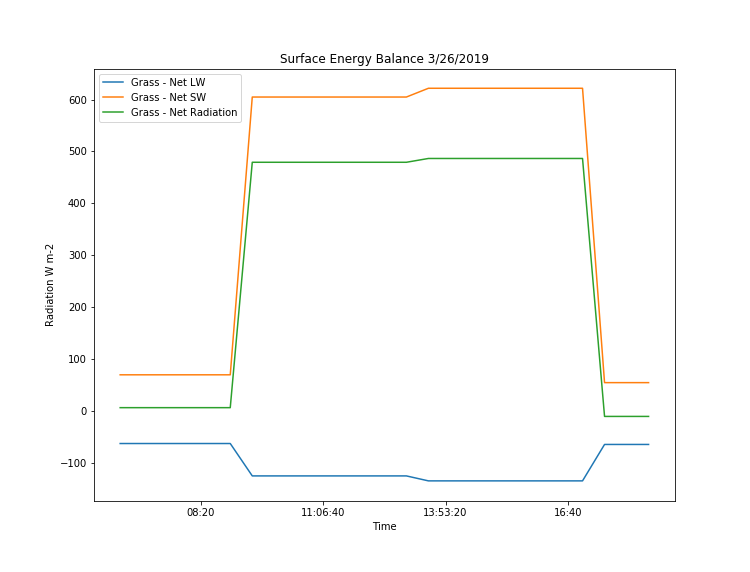 Surface Energy Balance 3/26/2019
Grass - Net LW
Grass - Net SW
Grass - Net Radiation
600
500
400
300
200
100
0
−100
Radiation W m-2
08:20
11:06:40
13:53:20
16:40
Time